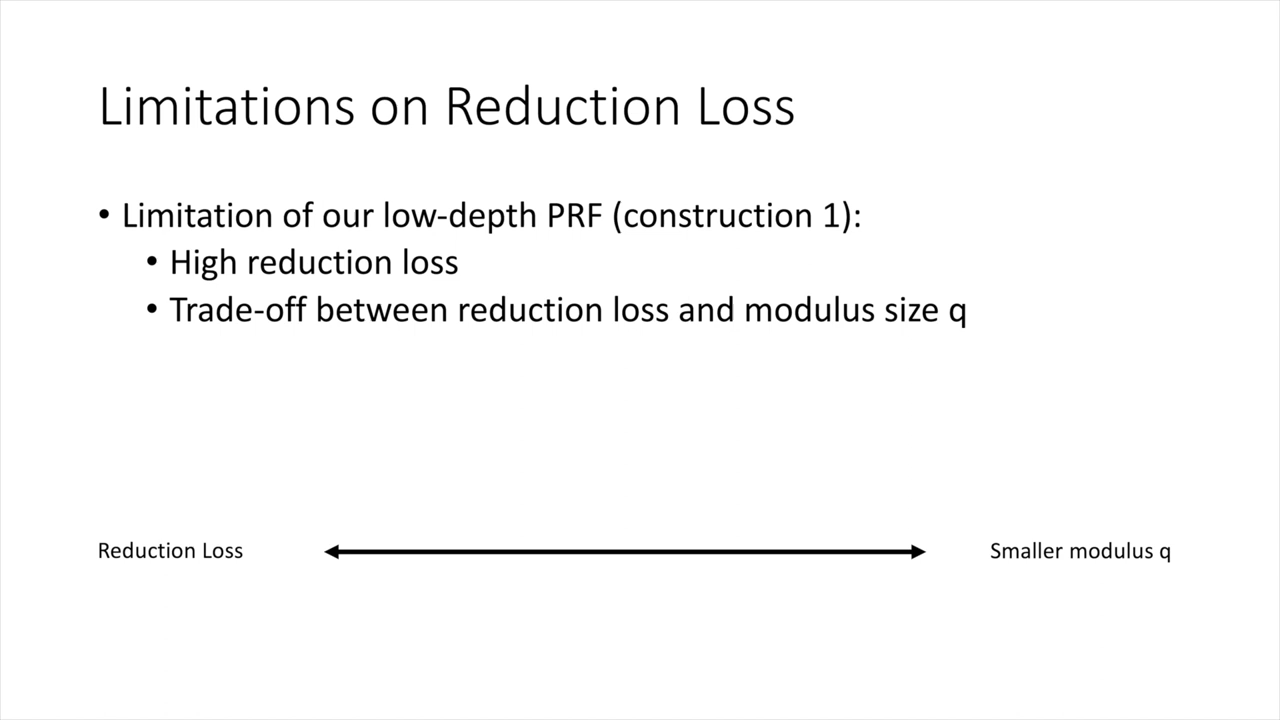 Limitations on Reduction Loss
• Limitation of our low-depth PRF (construction 1):
• High reduction loss
• Trade-off between reduction loss and modulus size q
Reduction Loss
Smaller modulus q